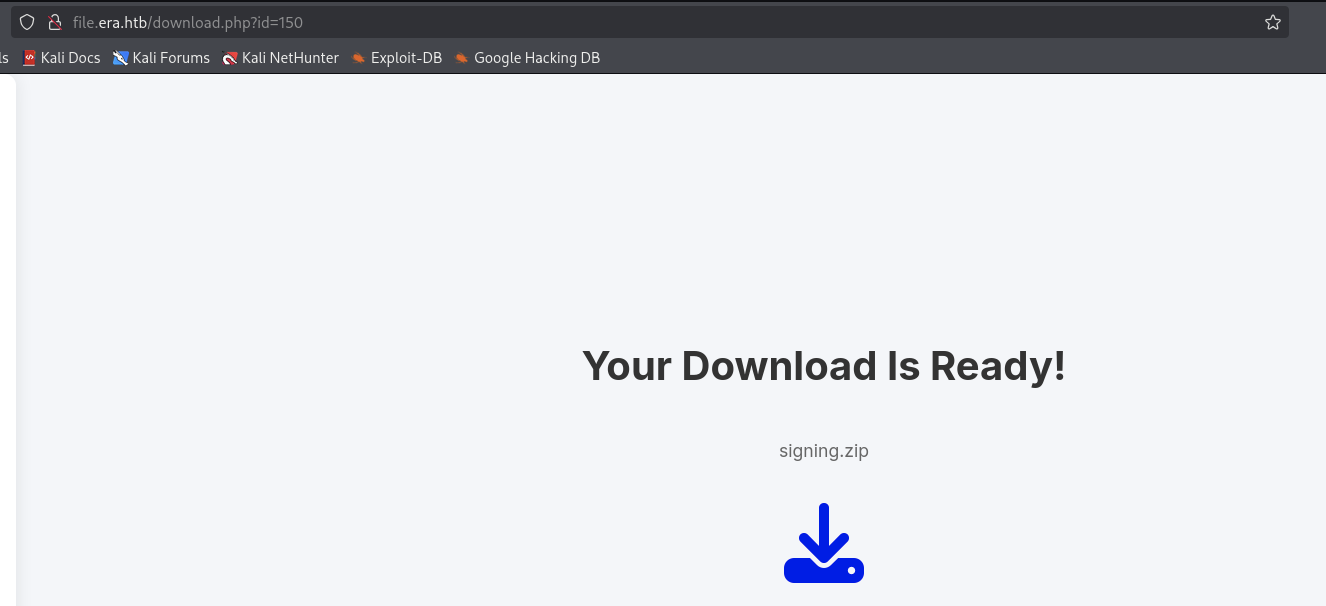 file.era.htb/download.php?id=150
ls Kali Docs Kali Forums Kali NetHunter Exploit-DB Google Hacking DB
Your Download Is Ready!
signing.zip